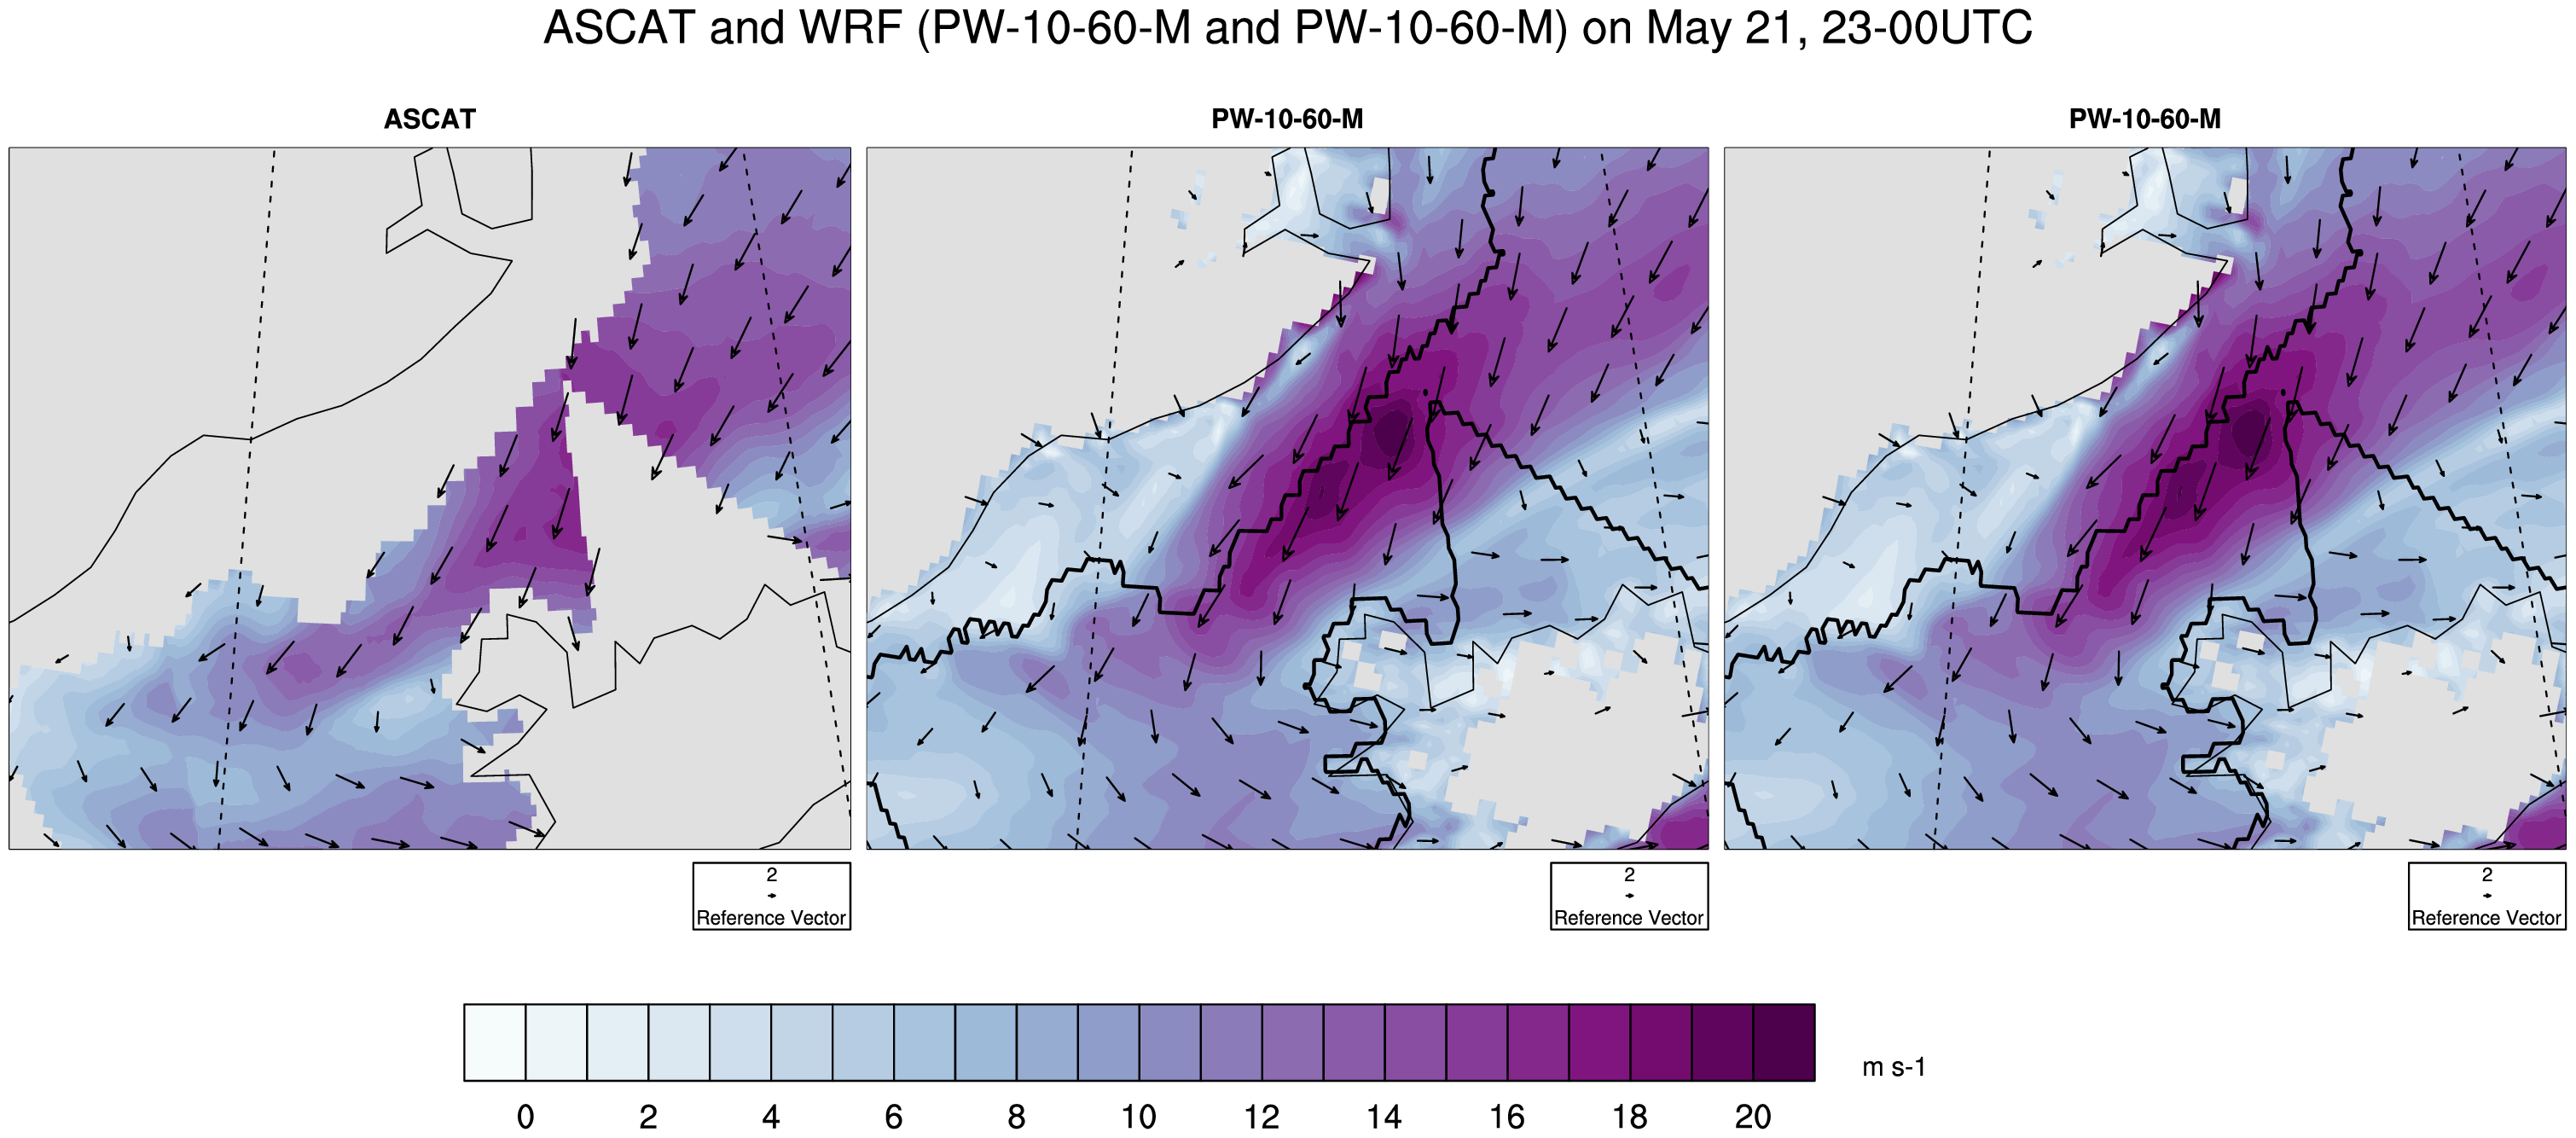 ASCAT and WRF (PW-10-60-M and PW-10-60-M) on May 21, 23-00UTC
ASCAT
PW-10-60-M
PW-10-60-M
2
Reference Vector
2
Reference Vector
2
Reference Vector
m s-1
0 2 4 6 8 10 12 14 16 18 20